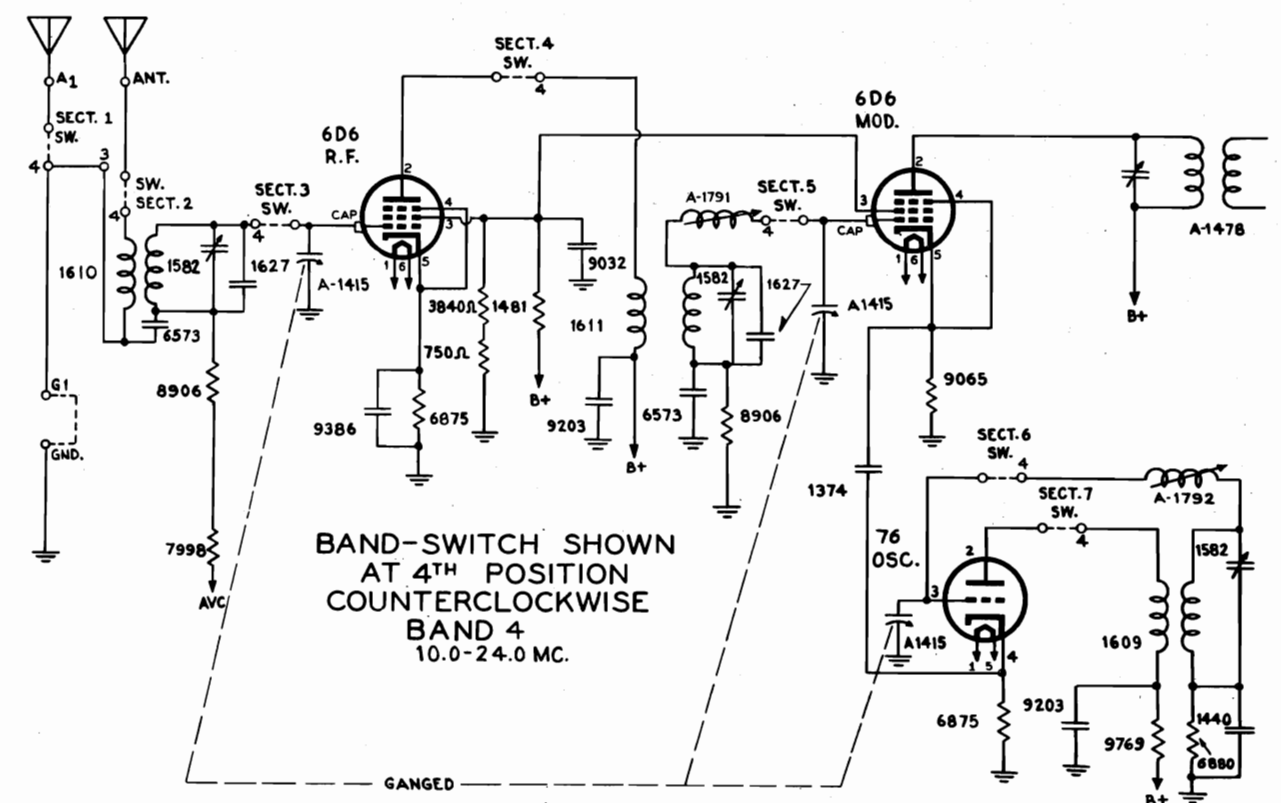 A1
ANT.
SECT. 1
SW.
4
3
SW.
SECT. 2
4
1610
1582
1627
6573
8906
7998
AVC
G1
GND.
SECT. 3
SW.
4
A-1415
6D6
R.F.
CAP
2
4
3
1
6
5
SECT. 4
SW.
4
3840Ω
1481
750Ω
9032
B+
9386
6875
1611
9203
B+
6573
8906
A-1791
SECT. 5
SW.
4
1582
1627
A1415
6D6
MOD.
CAP
3
2
4
1
6
5
A-1478
B+
9065
1374
SECT. 6
SW.
4
A-1792
SECT. 7
SW.
4
76
OSC.
2
3
1
5
4
A1415
6875
9203
1609
1582
9769
1440
6880
B+
BAND-SWITCH SHOWN
AT 4TH POSITION
COUNTERCLOCKWISE
BAND 4
10.0-24.0 MC.
GANGED